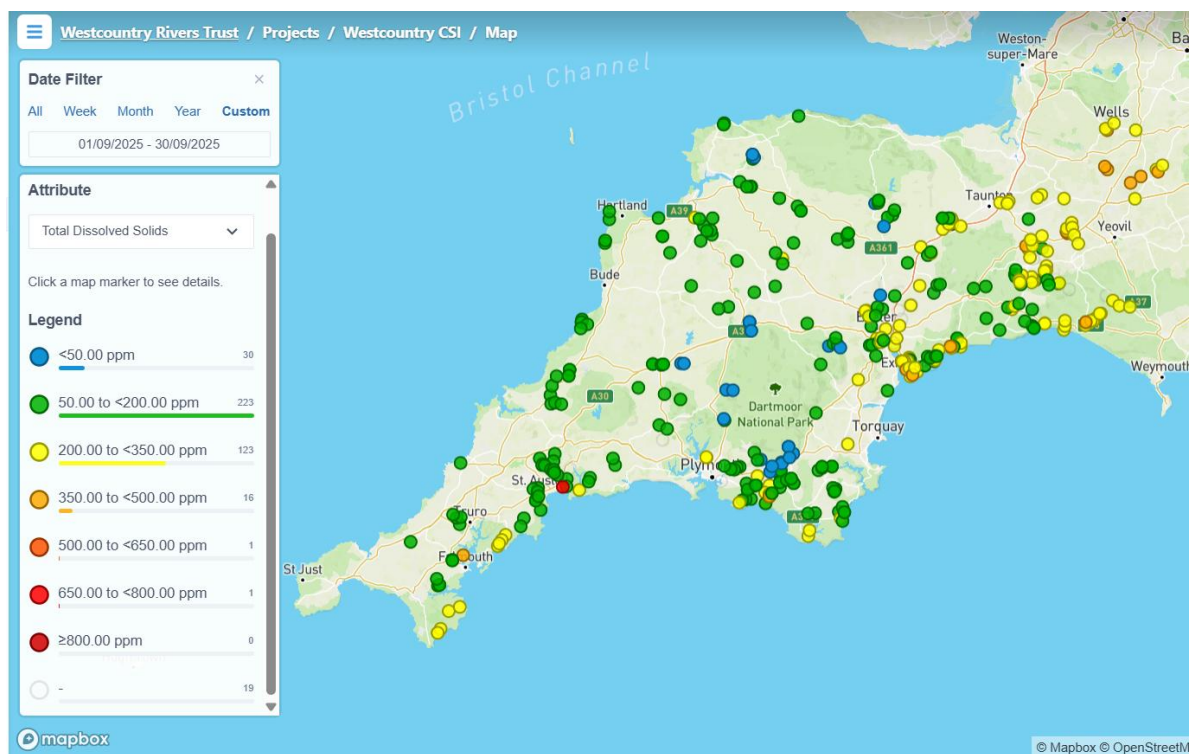 Westcountry Rivers Trust / Projects / Westcountry CSI / Map
Date Filter
×
All Week Month Year Custom
01/09/2025 - 30/09/2025
Attribute
Total Dissolved Solids
Click a map marker to see details.
Legend
<50.00 ppm 30
50.00 to <200.00 ppm 223
200.00 to <350.00 ppm 123
350.00 to <500.00 ppm 16
500.00 to <650.00 ppm 1
650.00 to <800.00 ppm 1
≥800.00 ppm 0
- 19
mapbox
Bristol Channel
Weston-
super-Mare
Ba
Wells
Taunton
Yeovil
Hartland
A39
A361
Bude
A37
Weymouth
A30
Dartmoor
National Park
Torquay
Truro
St Just
© Mapbox © OpenStreetM